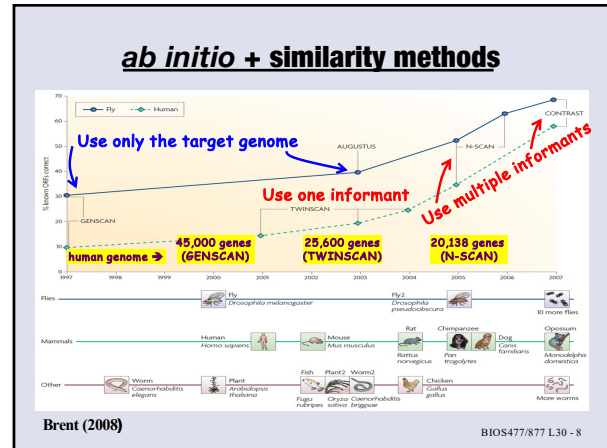 ab initio + similarity methods
70
60
50
40
30
20
10
0
% known ORFs correct
Fly
Human
Use only the target genome
AUGUSTUS
N-SCAN
CONTRAST
Use one informant
Use multiple informants
GENSCAN
TWINSCAN
human genome ➔
45,000 genes
(GENSCAN)
25,600 genes
(TWINSCAN)
20,138 genes
(N-SCAN)
1997 1998 1999 2000 2001 2002 2003 2004 2005 2006 2007
Flies
Fly
Drosophila melanogaster
Fly2
Drosophila
pseudoobscura
10 more flies
Mammals
Human
Homo sapiens
Mouse
Mus musculus
Rat
Rattus
norvegicus
Chimpanzee
Pan
trogolytes
Dog
Canis
familiaris
Opossum
Monodelphis
domestica
Other
Worm
Caenorhabditis
elegans
Plant
Arabidopsis
thaliana
Fish
Fugu
rubripes
Plant2
Oryza
sativa
Worm2
Caenorhabditis
briggsae
Chicken
Gallus
gallus
More worms
Brent (2008)
BIOS477/877 L30 - 8